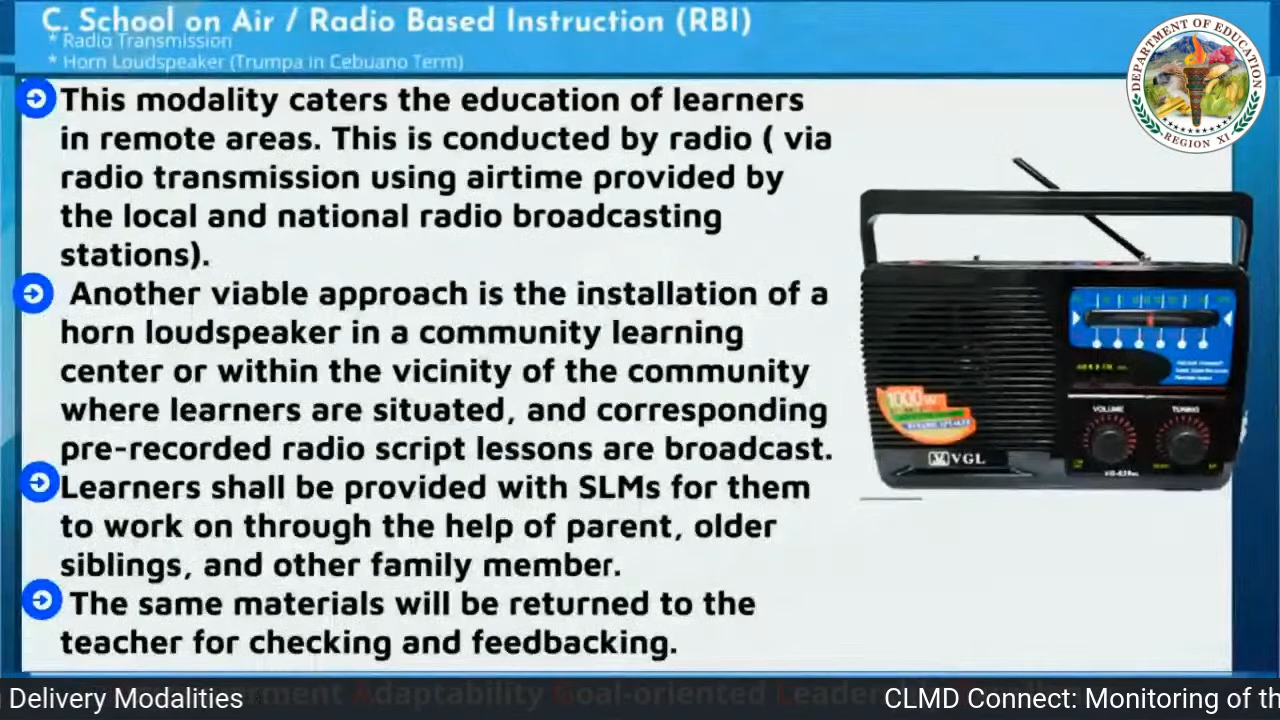 C. School on Air / Radio Based Instruction (RBI)
* Radio Transmission
* Horn Loudspeaker (Trumpa in Cebuano Term)
DEPARTMENT OF EDUCATION
REGION XI
This modality caters the education of learners
in remote areas. This is conducted by radio ( via
radio transmission using airtime provided by
the local and national radio broadcasting
stations).
Another viable approach is the installation of a
horn loudspeaker in a community learning
center or within the vicinity of the community
where learners are situated, and corresponding
pre-recorded radio script lessons are broadcast.
Learners shall be provided with SLMs for them
to work on through the help of parent, older
siblings, and other family member.
The same materials will be returned to the
teacher for checking and feedbacking.
1000W
DYNAMIC SPEAKER
VGL
VOLUME
TUNING
Adaptability Goal-oriented
Delivery Modalities
CLMD Connect: Monitoring of th